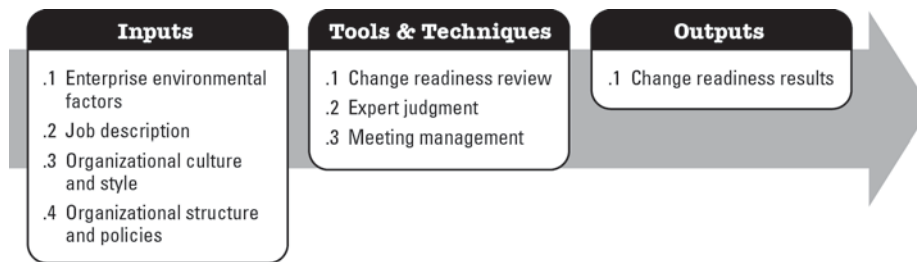 Inputs
.1 Enterprise environmental
factors
.2 Job description
.3 Organizational culture
and style
.4 Organizational structure
and policies
Tools & Techniques
.1 Change readiness review
.2 Expert judgment
.3 Meeting management
Outputs
.1 Change readiness results